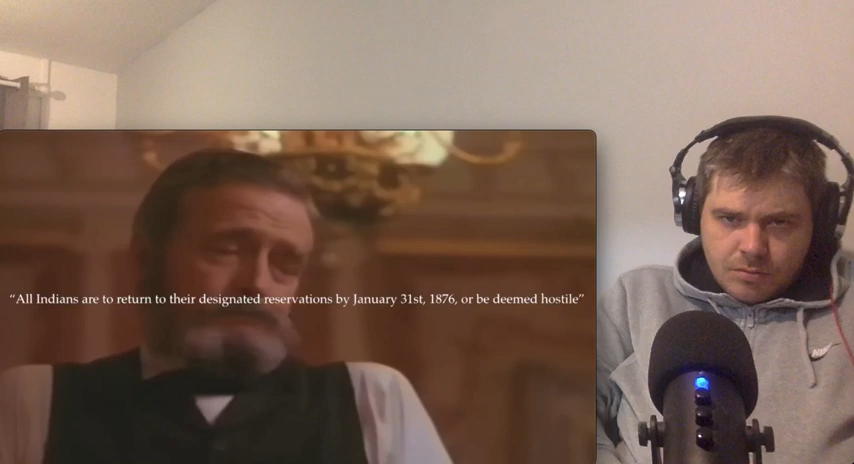 “All Indians are to return to their designated reservations by January 31st, 1876, or be deemed hostile”